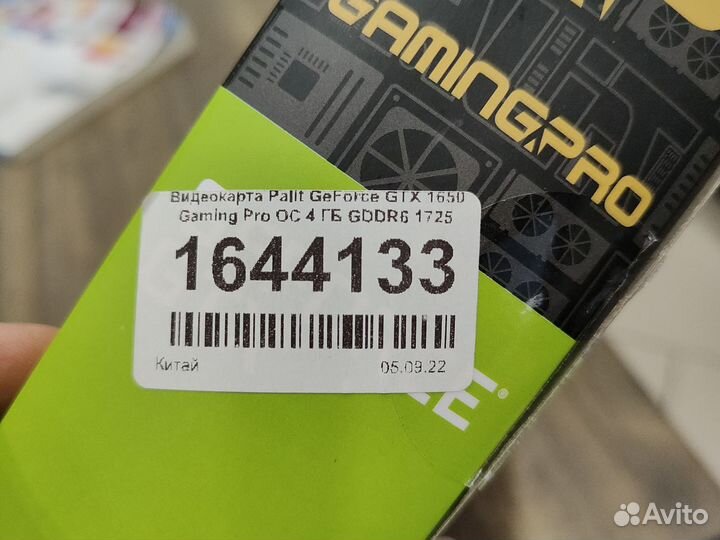 GAMINGPRO
Видеокарта Palit GeForce GTX 1650
Gaming Pro OC 4 ГБ GDDR6 1725
1644133
Китай 05.09.22
CE
Avito